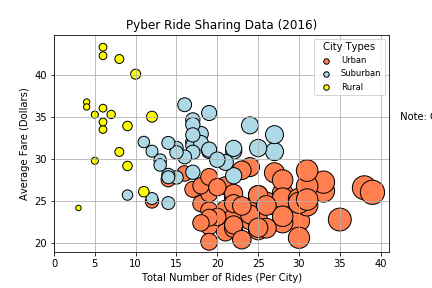 Pyber Ride Sharing Data (2016)
City Types
Urban
Suburban
Rural
Note:
Average Fare (Dollars)
40
35
30
25
20
0 5 10 15 20 25 30 35 40
Total Number of Rides (Per City)